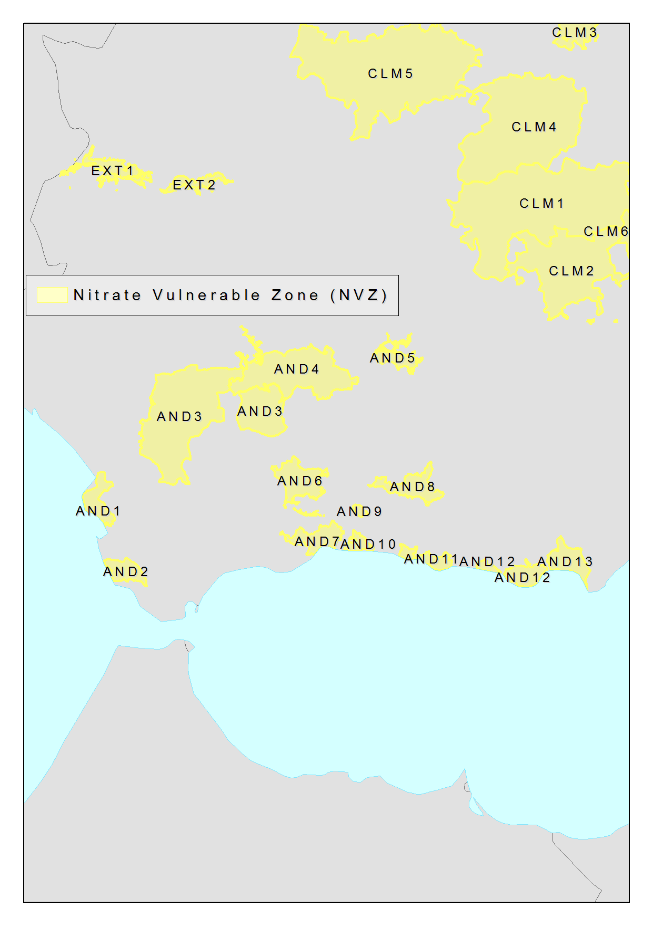 CLM3
CLM5
CLM4
EXT1
EXT2
CLM1
CLM6
CLM2
Nitrate Vulnerable Zone (NVZ)
AND5
AND4
AND3
AND3
AND6
AND8
AND1
AND9
AND7
AND10
AND11
AND12
AND13
AND2
AND12